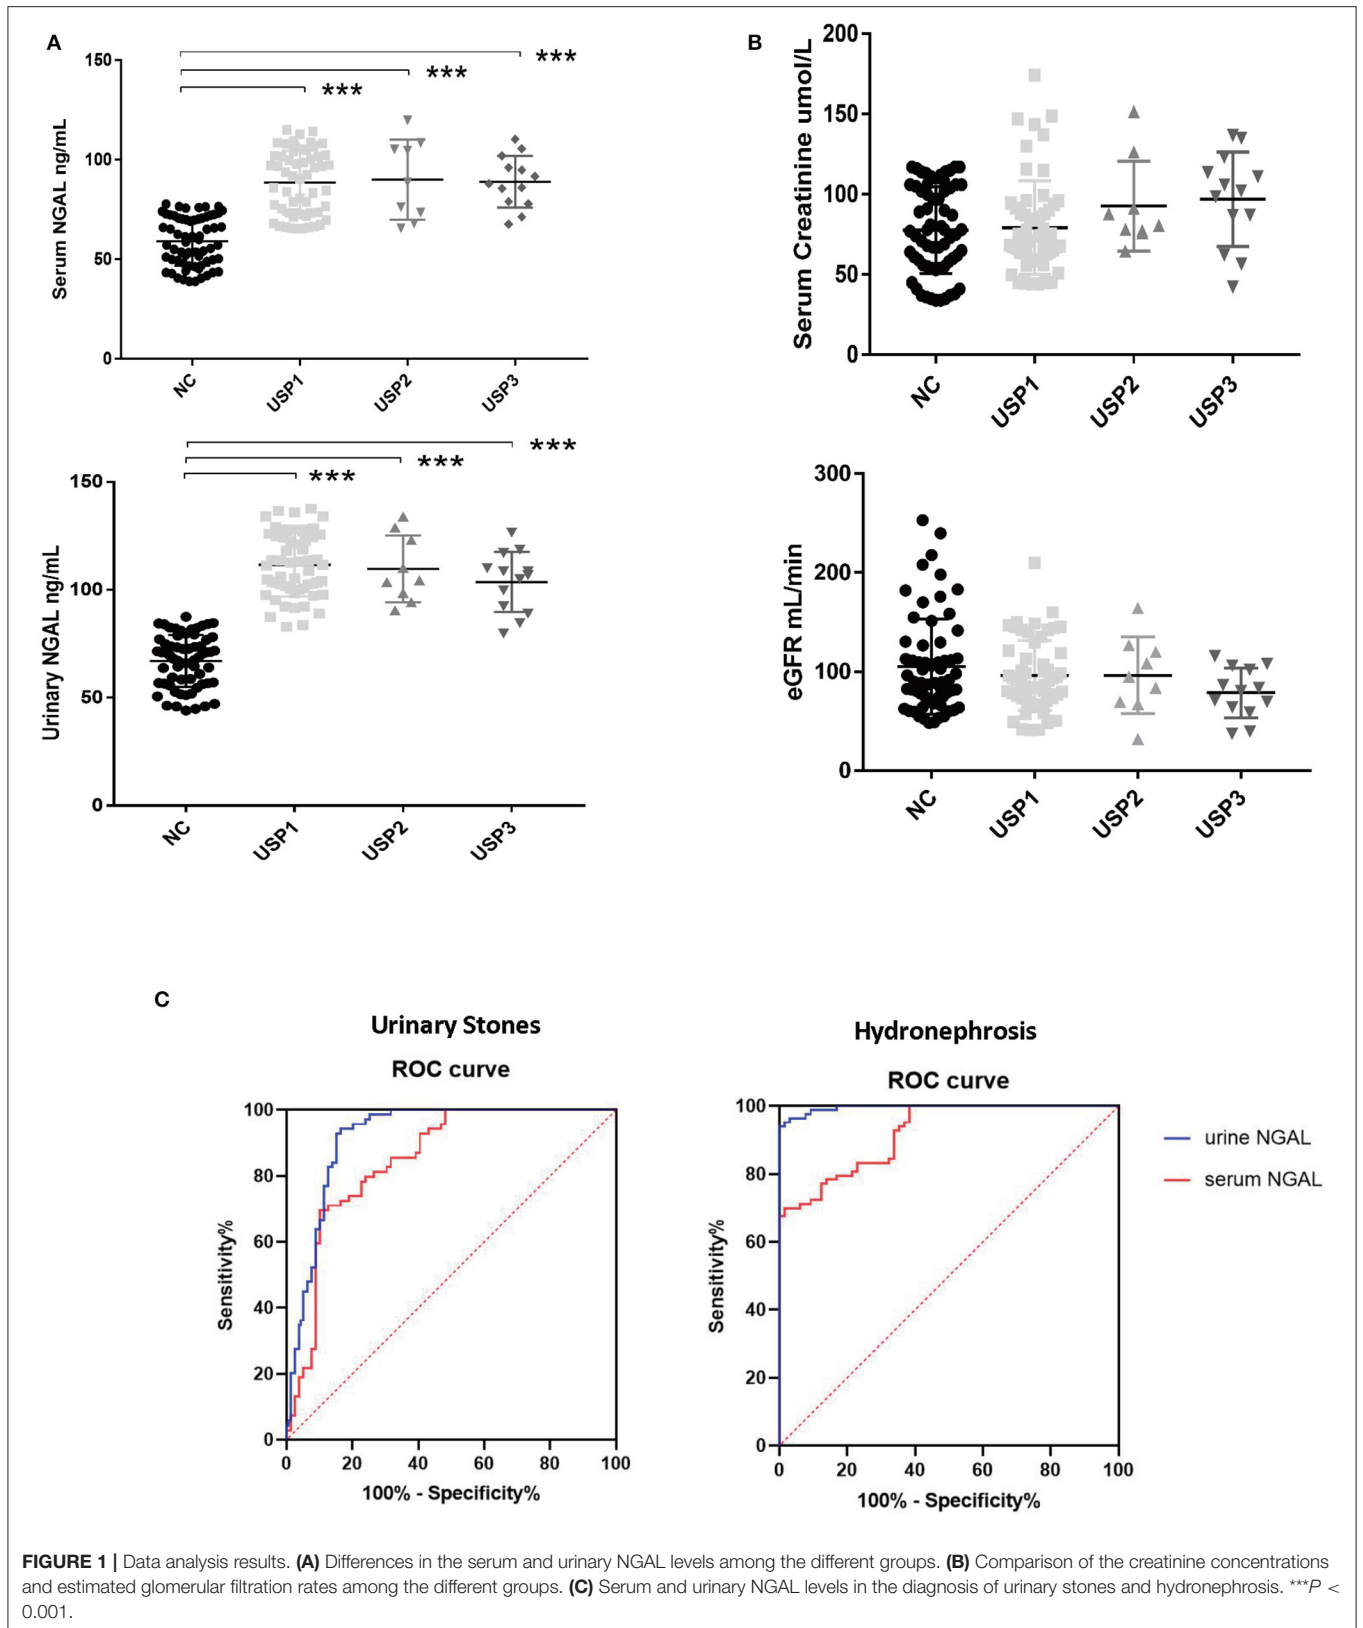 A
150
100
50
0
Serum NGAL ng/mL
***
***
***
NC
USP1
USP2
USP3
150
100
50
0
Urinary NGAL ng/mL
***
***
***
NC
USP1
USP2
USP3
B
200
150
100
50
0
Serum Creatinine umol/L
NC
USP1
USP2
USP3
300
200
100
0
eGFR mL/min
NC
USP1
USP2
USP3
C
Urinary Stones
ROC curve
100
80
60
40
20
0
Sensitivity%
0 20 40 60 80 100
100% - Specificity%
Hydronephrosis
ROC curve
100
80
60
40
20
0
Sensitivity%
0 20 40 60 80 100
100% - Specificity%
urine NGAL
serum NGAL
FIGURE 1 | Data analysis results. (A) Differences in the serum and urinary NGAL levels among the different groups. (B) Comparison of the creatinine concentrations
and estimated glomerular filtration rates among the different groups. (C) Serum and urinary NGAL levels in the diagnosis of urinary stones and hydronephrosis. ***P <
0.001.